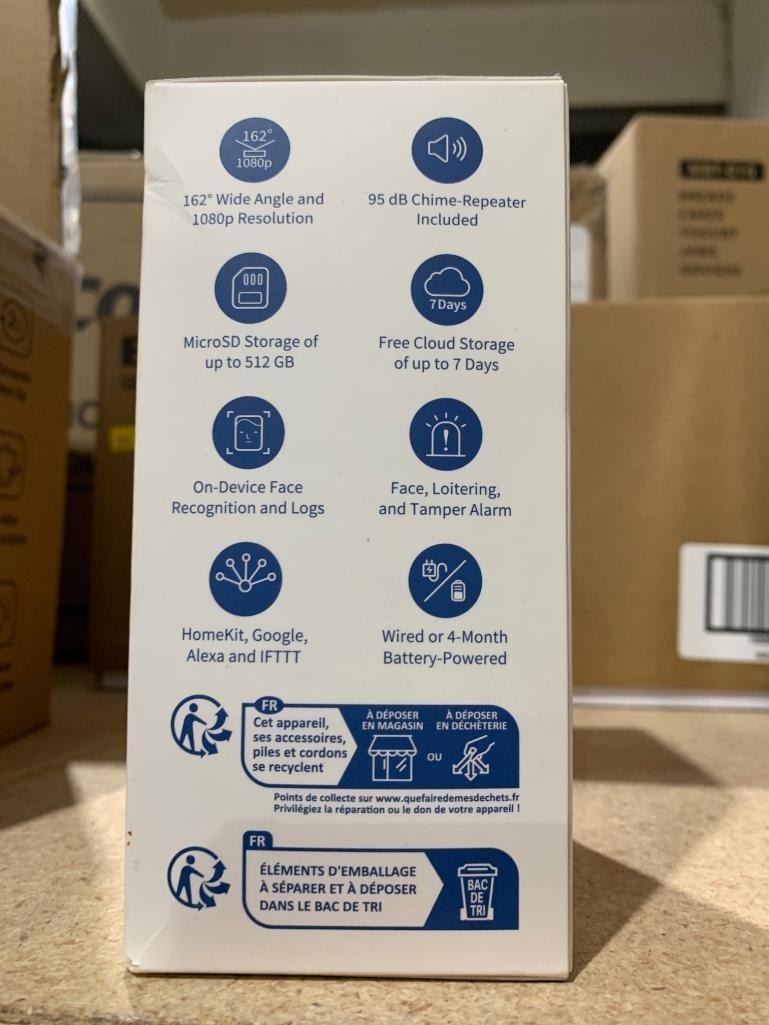 162°
1080p
162° Wide Angle and
1080p Resolution
95 dB Chime-Repeater
Included
MicroSD Storage of
up to 512 GB
7Days
Free Cloud Storage
of up to 7 Days
On-Device Face
Recognition and Logs
Face, Loitering,
and Tamper Alarm
HomeKit, Google,
Alexa and IFTTT
Wired or 4-Month
Battery-Powered
FR
Cet appareil,
ses accessoires,
piles et cordons
se recyclent
À DÉPOSER
EN MAGASIN
OU
À DÉPOSER
EN DÉCHÈTERIE
Points de collecte sur www.quefairedemesdechets.fr
Privilégiez la réparation ou le don de votre appareil !
FR
ÉLÉMENTS D'EMBALLAGE
À SÉPARER ET À DÉPOSER
DANS LE BAC DE TRI
BAC
DE
TRI